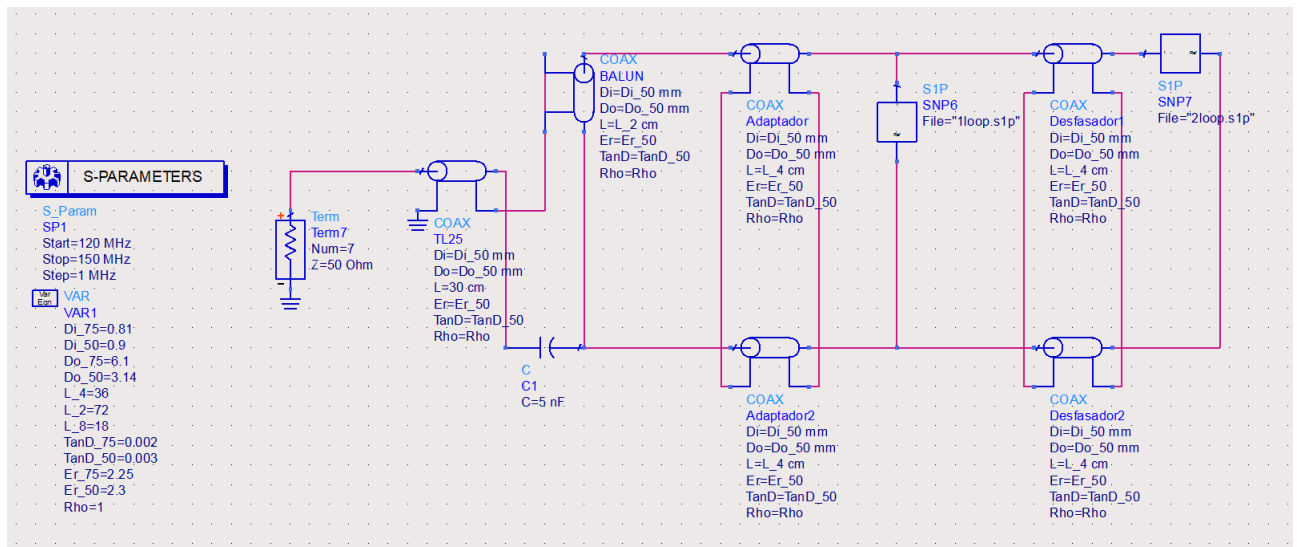 S-PARAMETERS
S_Param
SP1
Start=120 MHz
Stop=150 MHz
Step=1 MHz
Var
Eqn
VAR
VAR1
Di_75=0.81
Di_50=0.9
Do_75=6.1
Do_50=3.14
L_4=36
L_2=72
L_8=18
TanD_75=0.002
TanD_50=0.003
Er_75=2.25
Er_50=2.3
Rho=1
Term
Term7
Num=7
Z=50 Ohm
COAX
TL25
Di=Di_50 mm
Do=Do_50 mm
L=30 cm
Er=Er_50
TanD=TanD_50
Rho=Rho
C
C1
C=5 nF
COAX
BALUN
Di=Di_50 mm
Do=Do_50 mm
L=L_2 cm
Er=Er_50
TanD=TanD_50
Rho=Rho
COAX
Adaptador
Di=Di_50 mm
Do=Do_50 mm
L=L_4 cm
Er=Er_50
TanD=TanD_50
Rho=Rho
S1P
SNP6
File="1loop.s1p"
Ref
COAX
Desfasador1
Di=Di_50 mm
Do=Do_50 mm
L=L_4 cm
Er=Er_50
TanD=TanD_50
Rho=Rho
Ref
S1P
SNP7
File="2loop.s1p"
COAX
Adaptador2
Di=Di_50 mm
Do=Do_50 mm
L=L_4 cm
Er=Er_50
TanD=TanD_50
Rho=Rho
COAX
Desfasador2
Di=Di_50 mm
Do=Do_50 mm
L=L_4 cm
Er=Er_50
TanD=TanD_50
Rho=Rho